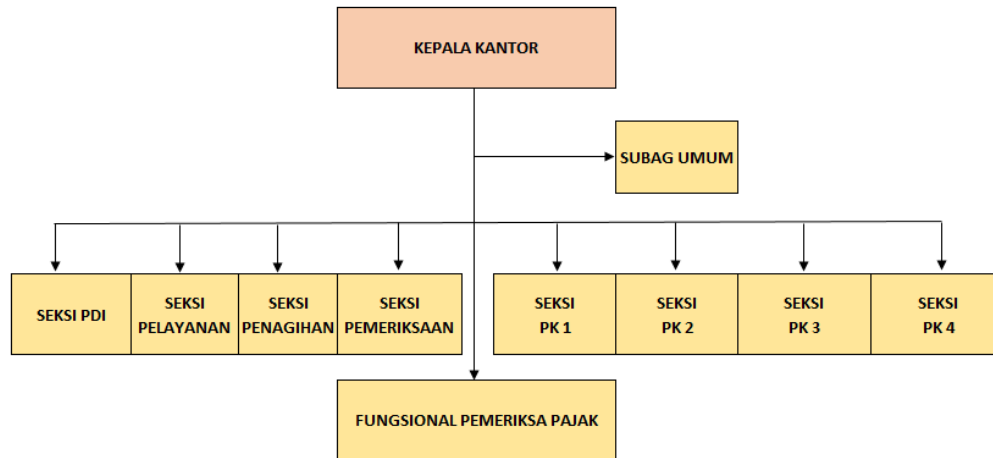 KEPALA KANTOR
SUBAG UMUM
SEKSI PDI
SEKSI
PELAYANAN
SEKSI
PENAGIHAN
SEKSI
PEMERIKSAAN
SEKSI
PK 1
SEKSI
PK 2
SEKSI
PK 3
SEKSI
PK 4
FUNGSIONAL PEMERIKSA PAJAK